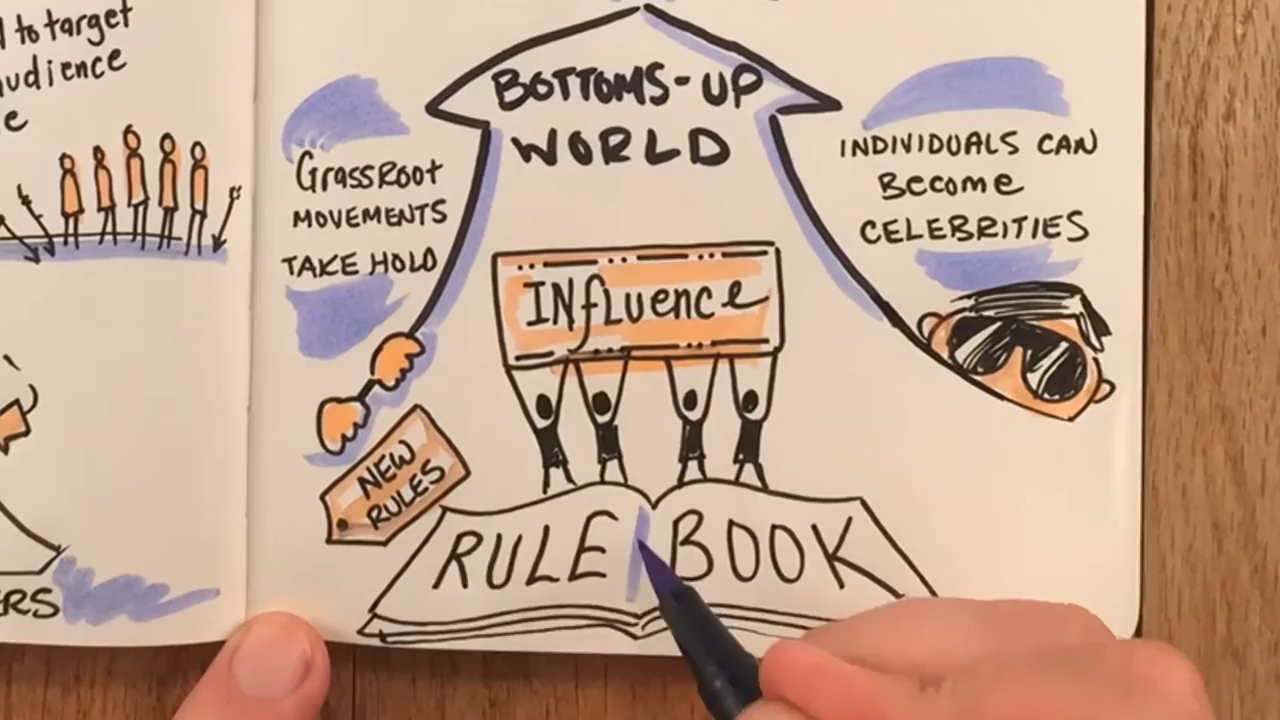 to target
audience
BOTTOMS-UP
WORLD
GrassRoot
MOVEMENTS
TAKE HOLD
INDIVIDUALS CAN
Become
CELEBRITIES
INfluence
NEW
RULES
RULE BOOK